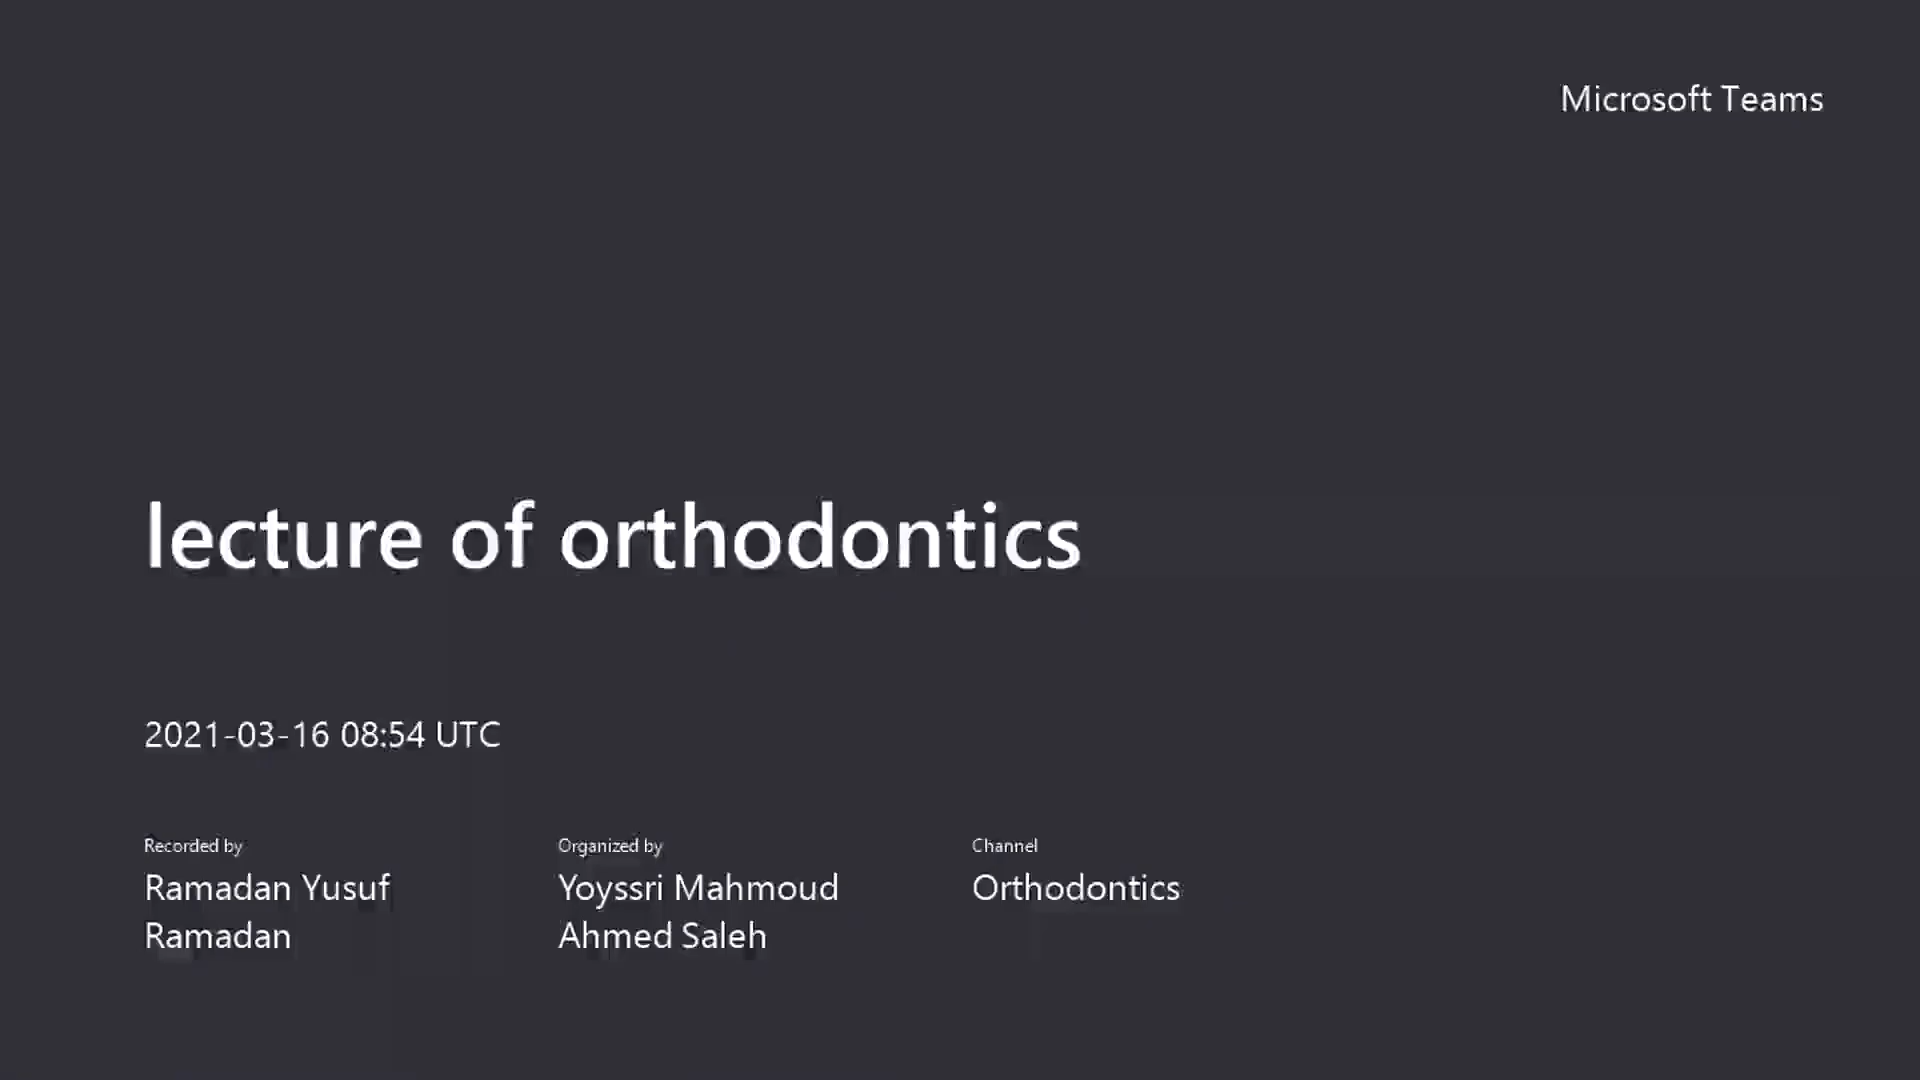 Microsoft Teams
lecture of orthodontics
2021-03-16 08:54 UTC
Recorded by
Ramadan Yusuf
Ramadan
Organized by
Yoyssri Mahmoud
Ahmed Saleh
Channel
Orthodontics